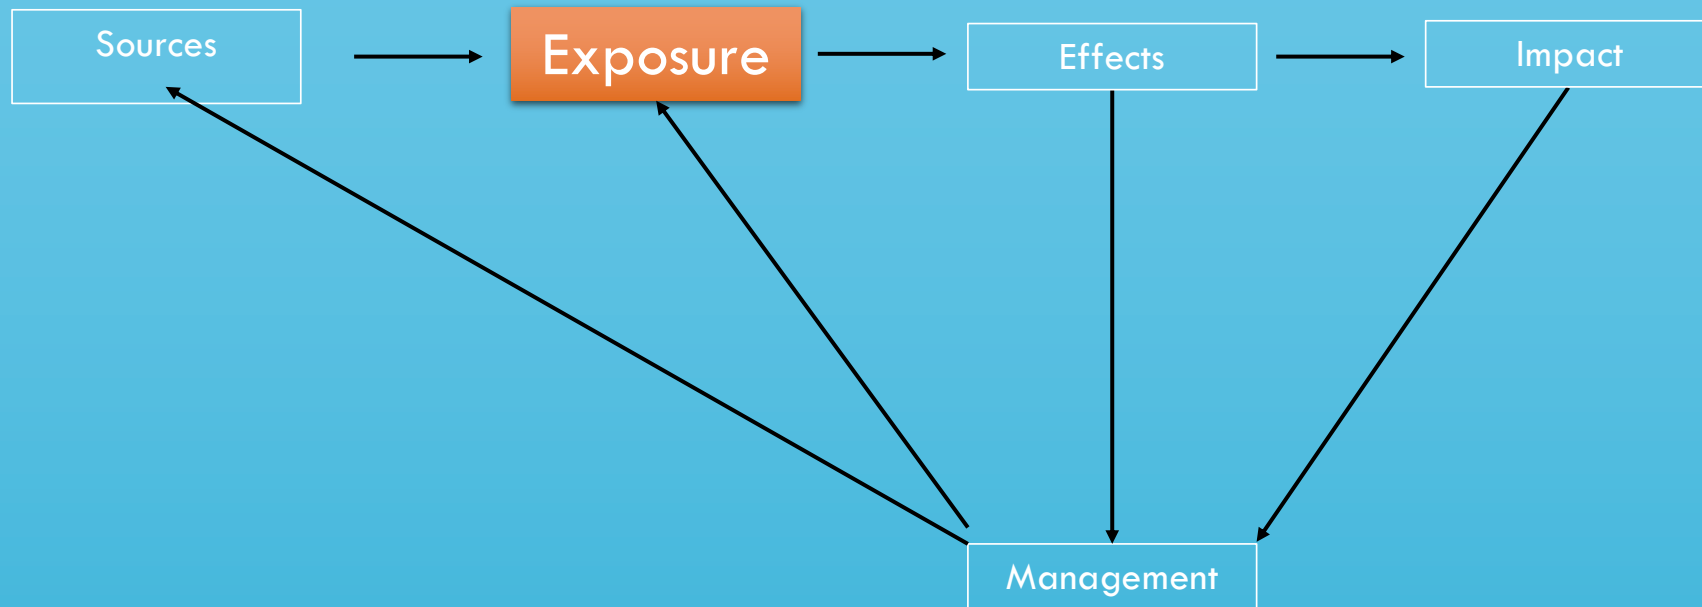 Sources
Exposure
Effects
Impact
Management